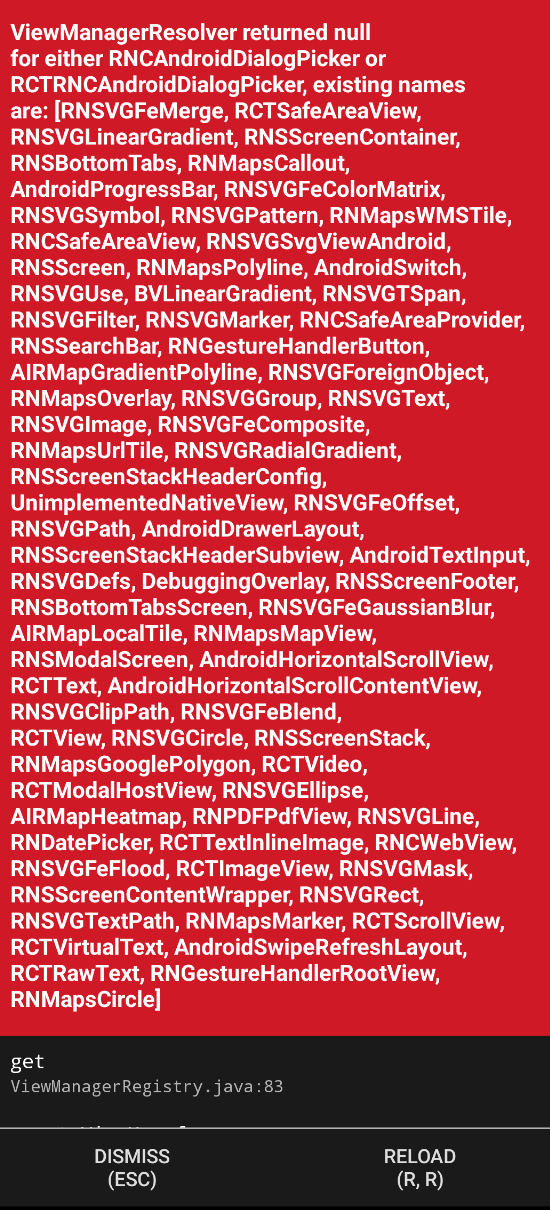 ViewManagerResolver returned null
for either RNCAndroidDialogPicker or
RCTRNCAndroidDialogPicker, existing names
are: [RNSVGFeMerge, RCTSafeAreaView,
RNSVGLinearGradient, RNSScreenContainer,
RNSBottomTabs, RNMapsCallout,
AndroidProgressBar, RNSVGFeColorMatrix,
RNSVGSymbol, RNSVGPattern, RNMapsWMSTile,
RNCSafeAreaView, RNSVGSvgViewAndroid,
RNSScreen, RNMapsPolyline, AndroidSwitch,
RNSVGUse, BVLinearGradient, RNSVGTSpan,
RNSVGFilter, RNSVGMarker, RNCSafeAreaProvider,
RNSSearchBar, RNGestureHandlerButton,
AIRMapGradientPolyline, RNSVGForeignObject,
RNMapsOverlay, RNSVGGroup, RNSVGText,
RNSVGImage, RNSVGFeComposite,
RNMapsUrlTile, RNSVGRadialGradient,
RNSScreenStackHeaderConfig,
UnimplementedNativeView, RNSVGFeOffset,
RNSVGPath, AndroidDrawerLayout,
RNSScreenStackHeaderSubview, AndroidTextInput,
RNSVGDefs, DebuggingOverlay, RNSScreenFooter,
RNSBottomTabsScreen, RNSVGFeGaussianBlur,
AIRMapLocalTile, RNMapsMapView,
RNSModalScreen, AndroidHorizontalScrollView,
RCTText, AndroidHorizontalScrollContentView,
RNSVGClipPath, RNSVGFeBlend,
RCTView, RNSVGCircle, RNSScreenStack,
RNMapsGooglePolygon, RCTVideo,
RCTModalHostView, RNSVGEllipse,
AIRMapHeatmap, RNPDFPdfView, RNSVGLine,
RNDatePicker, RCTTextInlineImage, RNCWebView,
RNSVGFeFlood, RCTImageView, RNSVGMask,
RNSScreenContentWrapper, RNSVGRect,
RNSVGTextPath, RNMapsMarker, RCTScrollView,
RCTVirtualText, AndroidSwipeRefreshLayout,
RCTRawText, RNGestureHandlerRootView,
RNMapsCircle]
get
ViewManagerRegistry.java:83
DISMISS
(ESC)
RELOAD
(R, R)